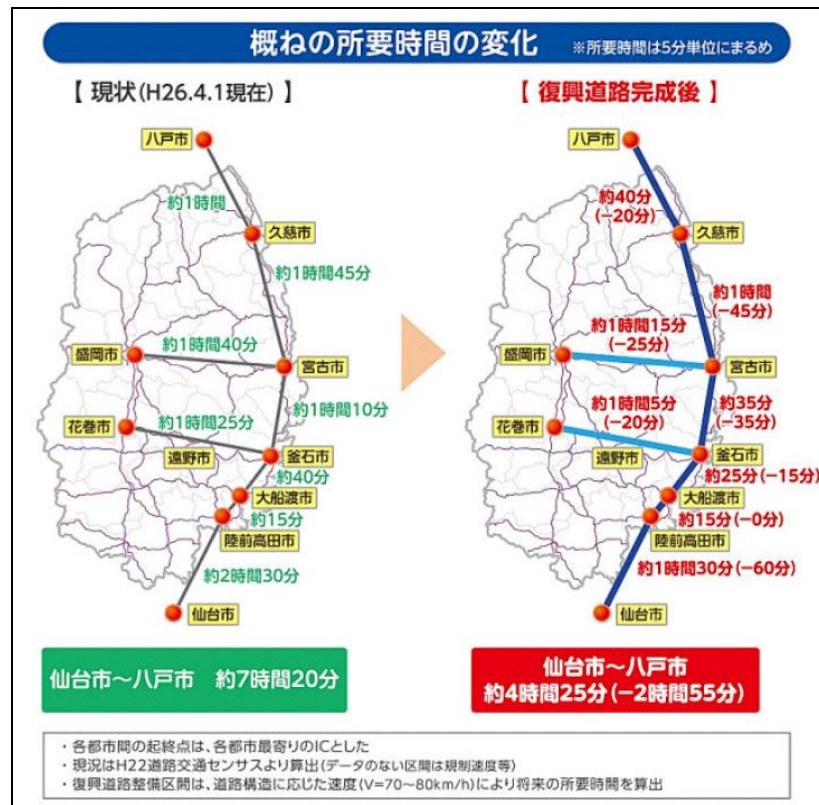 概ねの所要時間の変化 ※所要時間は5分単位にまるめ
【 現状(H26.4.1現在) 】
八戸市
約1時間
久慈市
約1時間45分
盛岡市
約1時間40分
宮古市
約1時間10分
花巻市
約1時間25分
遠野市
釜石市
約40分
大船渡市
約15分
陸前高田市
約2時間30分
仙台市
仙台市～八戸市 約7時間20分
【 復興道路完成後 】
八戸市
約40分
(-20分)
久慈市
約1時間
(-45分)
約1時間15分
(-25分)
盛岡市
宮古市
約35分
(-35分)
約1時間5分
(-20分)
花巻市
遠野市
釜石市
約25分(-15分)
大船渡市
約15分(-0分)
陸前高田市
約1時間30分(-60分)
仙台市
仙台市～八戸市
約4時間25分(-2時間55分)
・各都市間の起終点は、各都市最寄りのICとした
・現況はH22道路交通センサスより算出(データのない区間は規制速度等)
・復興道路整備区間は、道路構造に応じた速度(V=70～80km/h)により将来の所要時間を算出